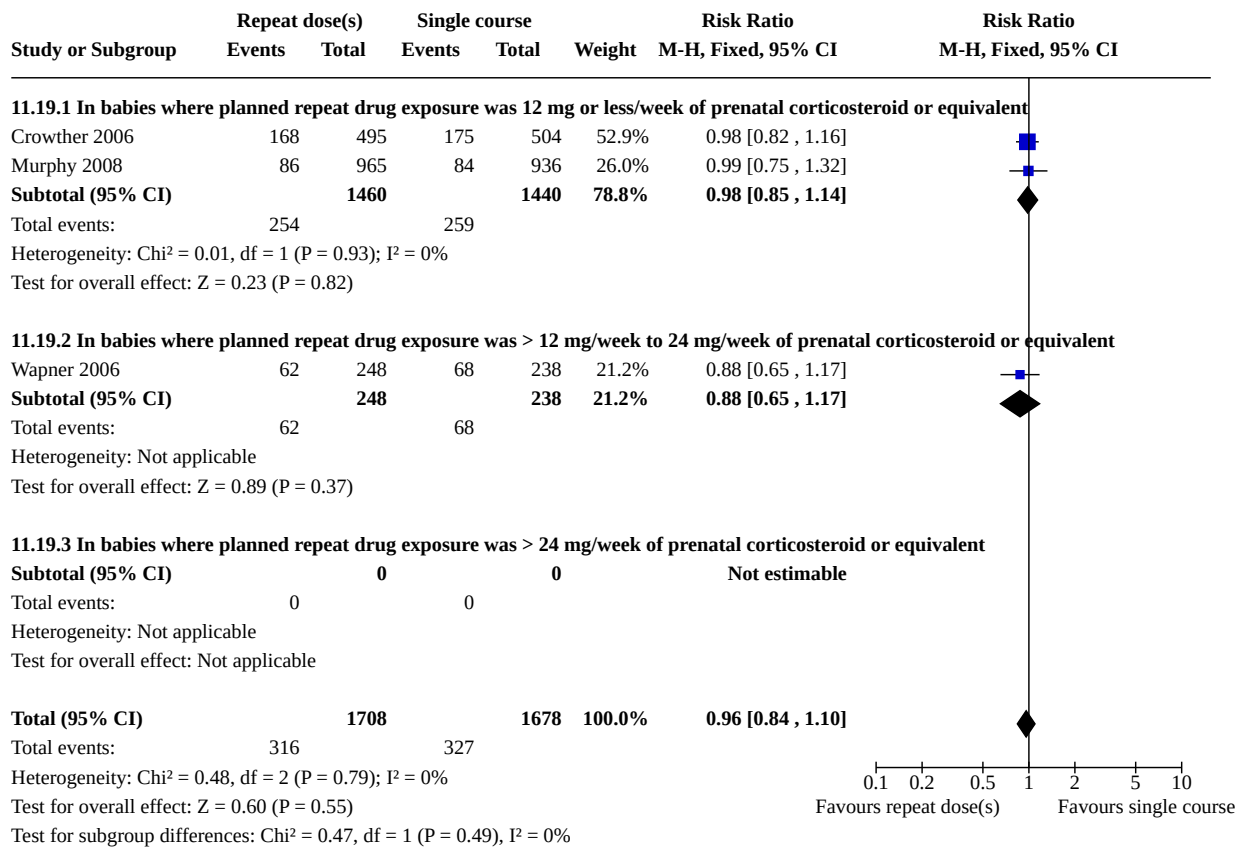 Repeat dose(s) Single course Risk Ratio Risk Ratio
Study or Subgroup Events Total Events Total Weight M-H, Fixed, 95% CI M-H, Fixed, 95% CI
11.19.1 In babies where planned repeat drug exposure was 12 mg or less/week of prenatal corticosteroid or equivalent
Crowther 2006 168 495 175 504 52.9% 0.98 [0.82 , 1.16]
Murphy 2008 86 965 84 936 26.0% 0.99 [0.75 , 1.32]
Subtotal (95% CI) 1460 1440 78.8% 0.98 [0.85 , 1.14]
Total events: 254 259
Heterogeneity: Chi² = 0.01, df = 1 (P = 0.93); I² = 0%
Test for overall effect: Z = 0.23 (P = 0.82)
11.19.2 In babies where planned repeat drug exposure was > 12 mg/week to 24 mg/week of prenatal corticosteroid or equivalent
Wapner 2006 62 248 68 238 21.2% 0.88 [0.65 , 1.17]
Subtotal (95% CI) 248 238 21.2% 0.88 [0.65 , 1.17]
Total events: 62 68
Heterogeneity: Not applicable
Test for overall effect: Z = 0.89 (P = 0.37)
11.19.3 In babies where planned repeat drug exposure was > 24 mg/week of prenatal corticosteroid or equivalent
Subtotal (95% CI) 0 0 Not estimable
Total events: 0 0
Heterogeneity: Not applicable
Test for overall effect: Not applicable
Total (95% CI) 1708 1678 100.0% 0.96 [0.84 , 1.10]
Total events: 316 327
Heterogeneity: Chi² = 0.48, df = 2 (P = 0.79); I² = 0%
0.1 0.2 0.5 1 2 5 10
Test for overall effect: Z = 0.60 (P = 0.55) Favours repeat dose(s) Favours single course
Test for subgroup differences: Chi² = 0.47, df = 1 (P = 0.49), I² = 0%